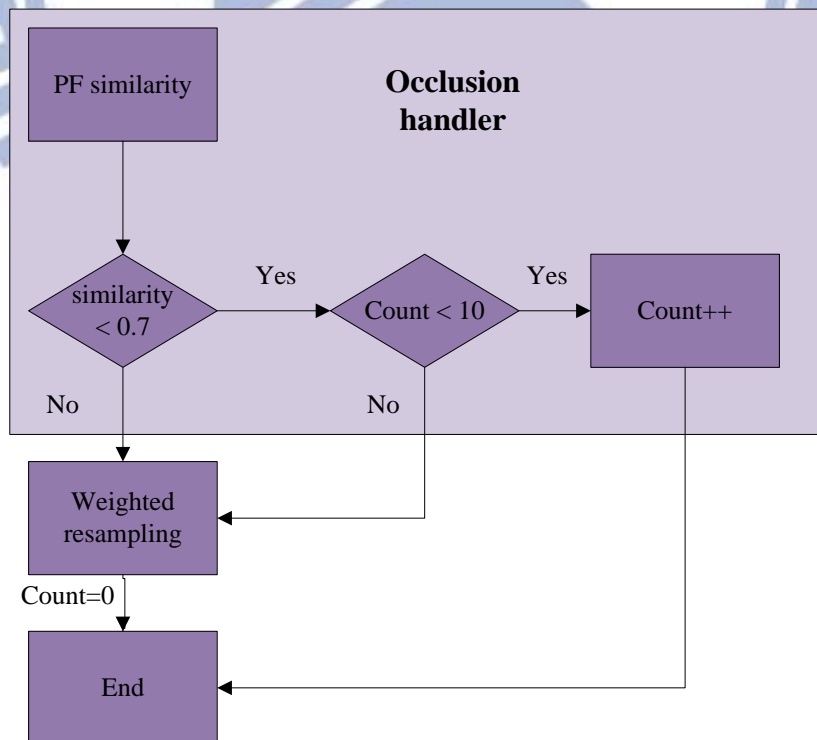 PF similarity
Occlusion
handler
similarity
< 0.7
Yes
Count < 10
Yes
Count++
No
No
Weighted
resampling
Count=0
End